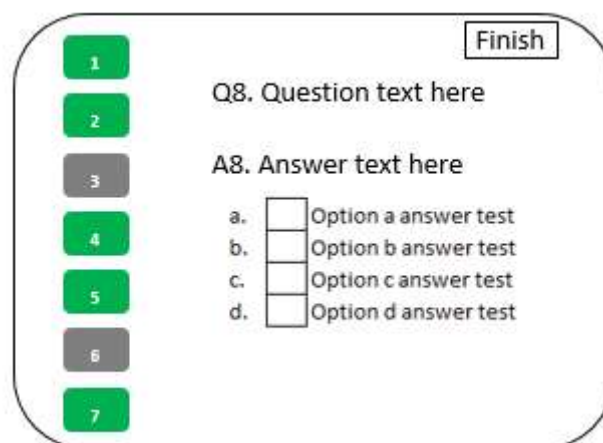 Finish
1
2
3
4
5
6
7
Q8. Question text here
A8. Answer text here
a. Option a answer test
b. Option b answer test
c. Option c answer test
d. Option d answer test